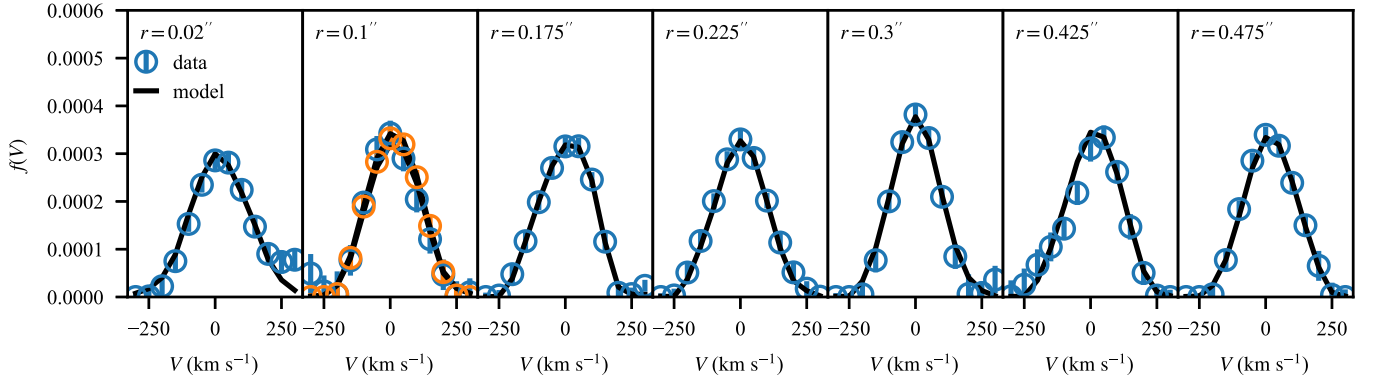 r = 0.02″
r = 0.1″
r = 0.175″
r = 0.225″
r = 0.3″
r = 0.425″
r = 0.475″
data
model
0.0006
0.0005
0.0004
0.0003
0.0002
0.0001
0.0000
f(V)
−250 0 250
−250 0 250
−250 0 250
−250 0 250
−250 0 250
−250 0 250
−250 0 250
V (km s⁻¹)
V (km s⁻¹)
V (km s⁻¹)
V (km s⁻¹)
V (km s⁻¹)
V (km s⁻¹)
V (km s⁻¹)